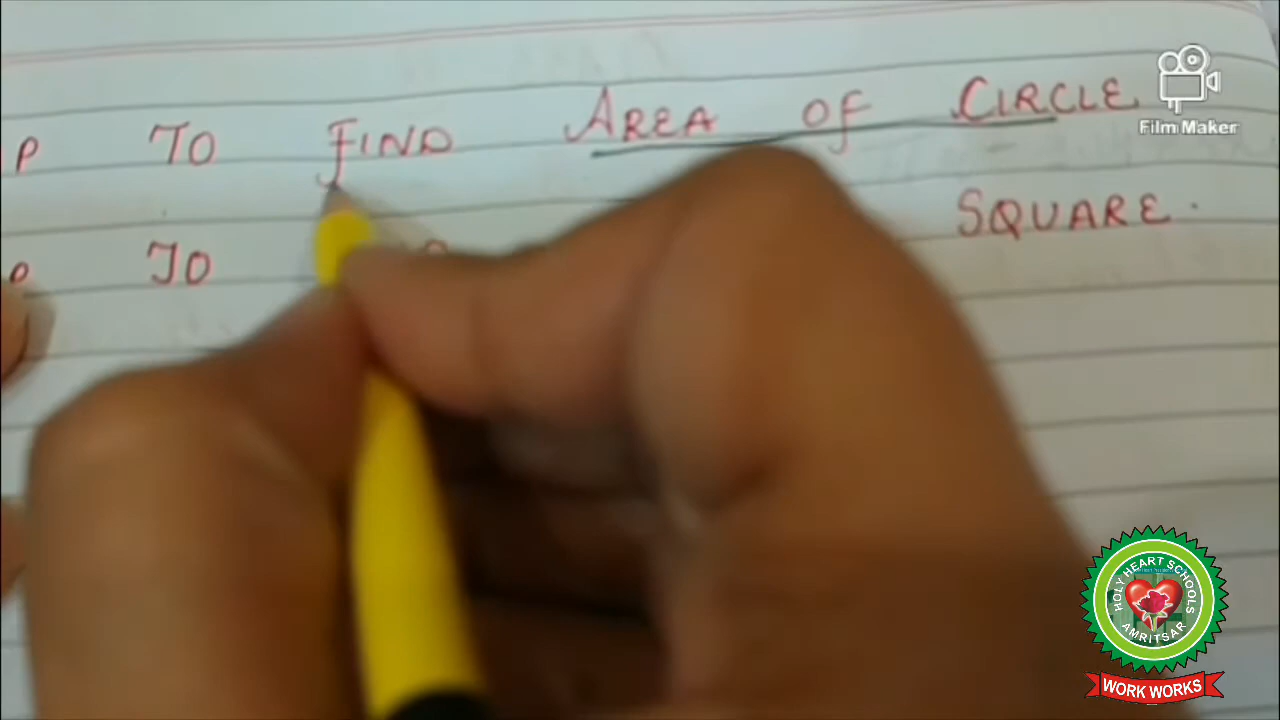 P TO FIND AREA OF CIRCLE
TO SQUARE.
Film Maker
HOLY HEART SCHOOLS
AMRITSAR
WORK WORKS